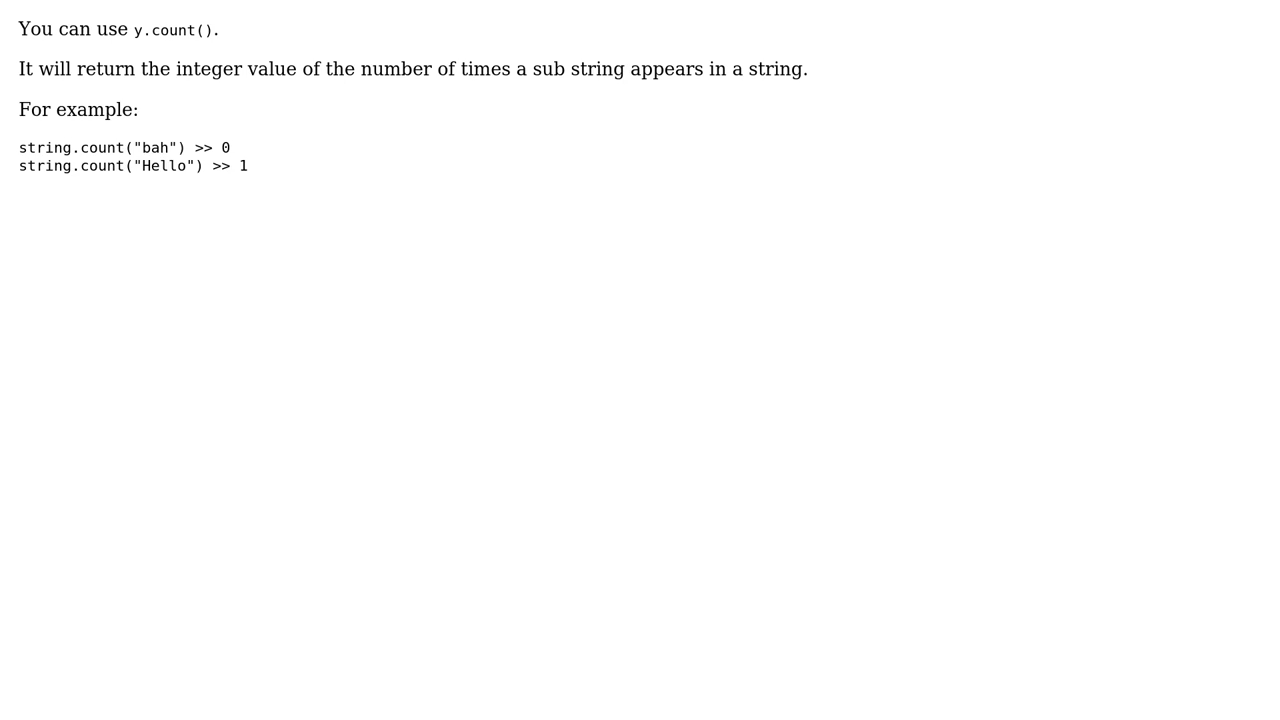 You can use y.count().
It will return the integer value of the number of times a sub string appears in a string.
For example:
string.count("bah") >> 0
string.count("Hello") >> 1